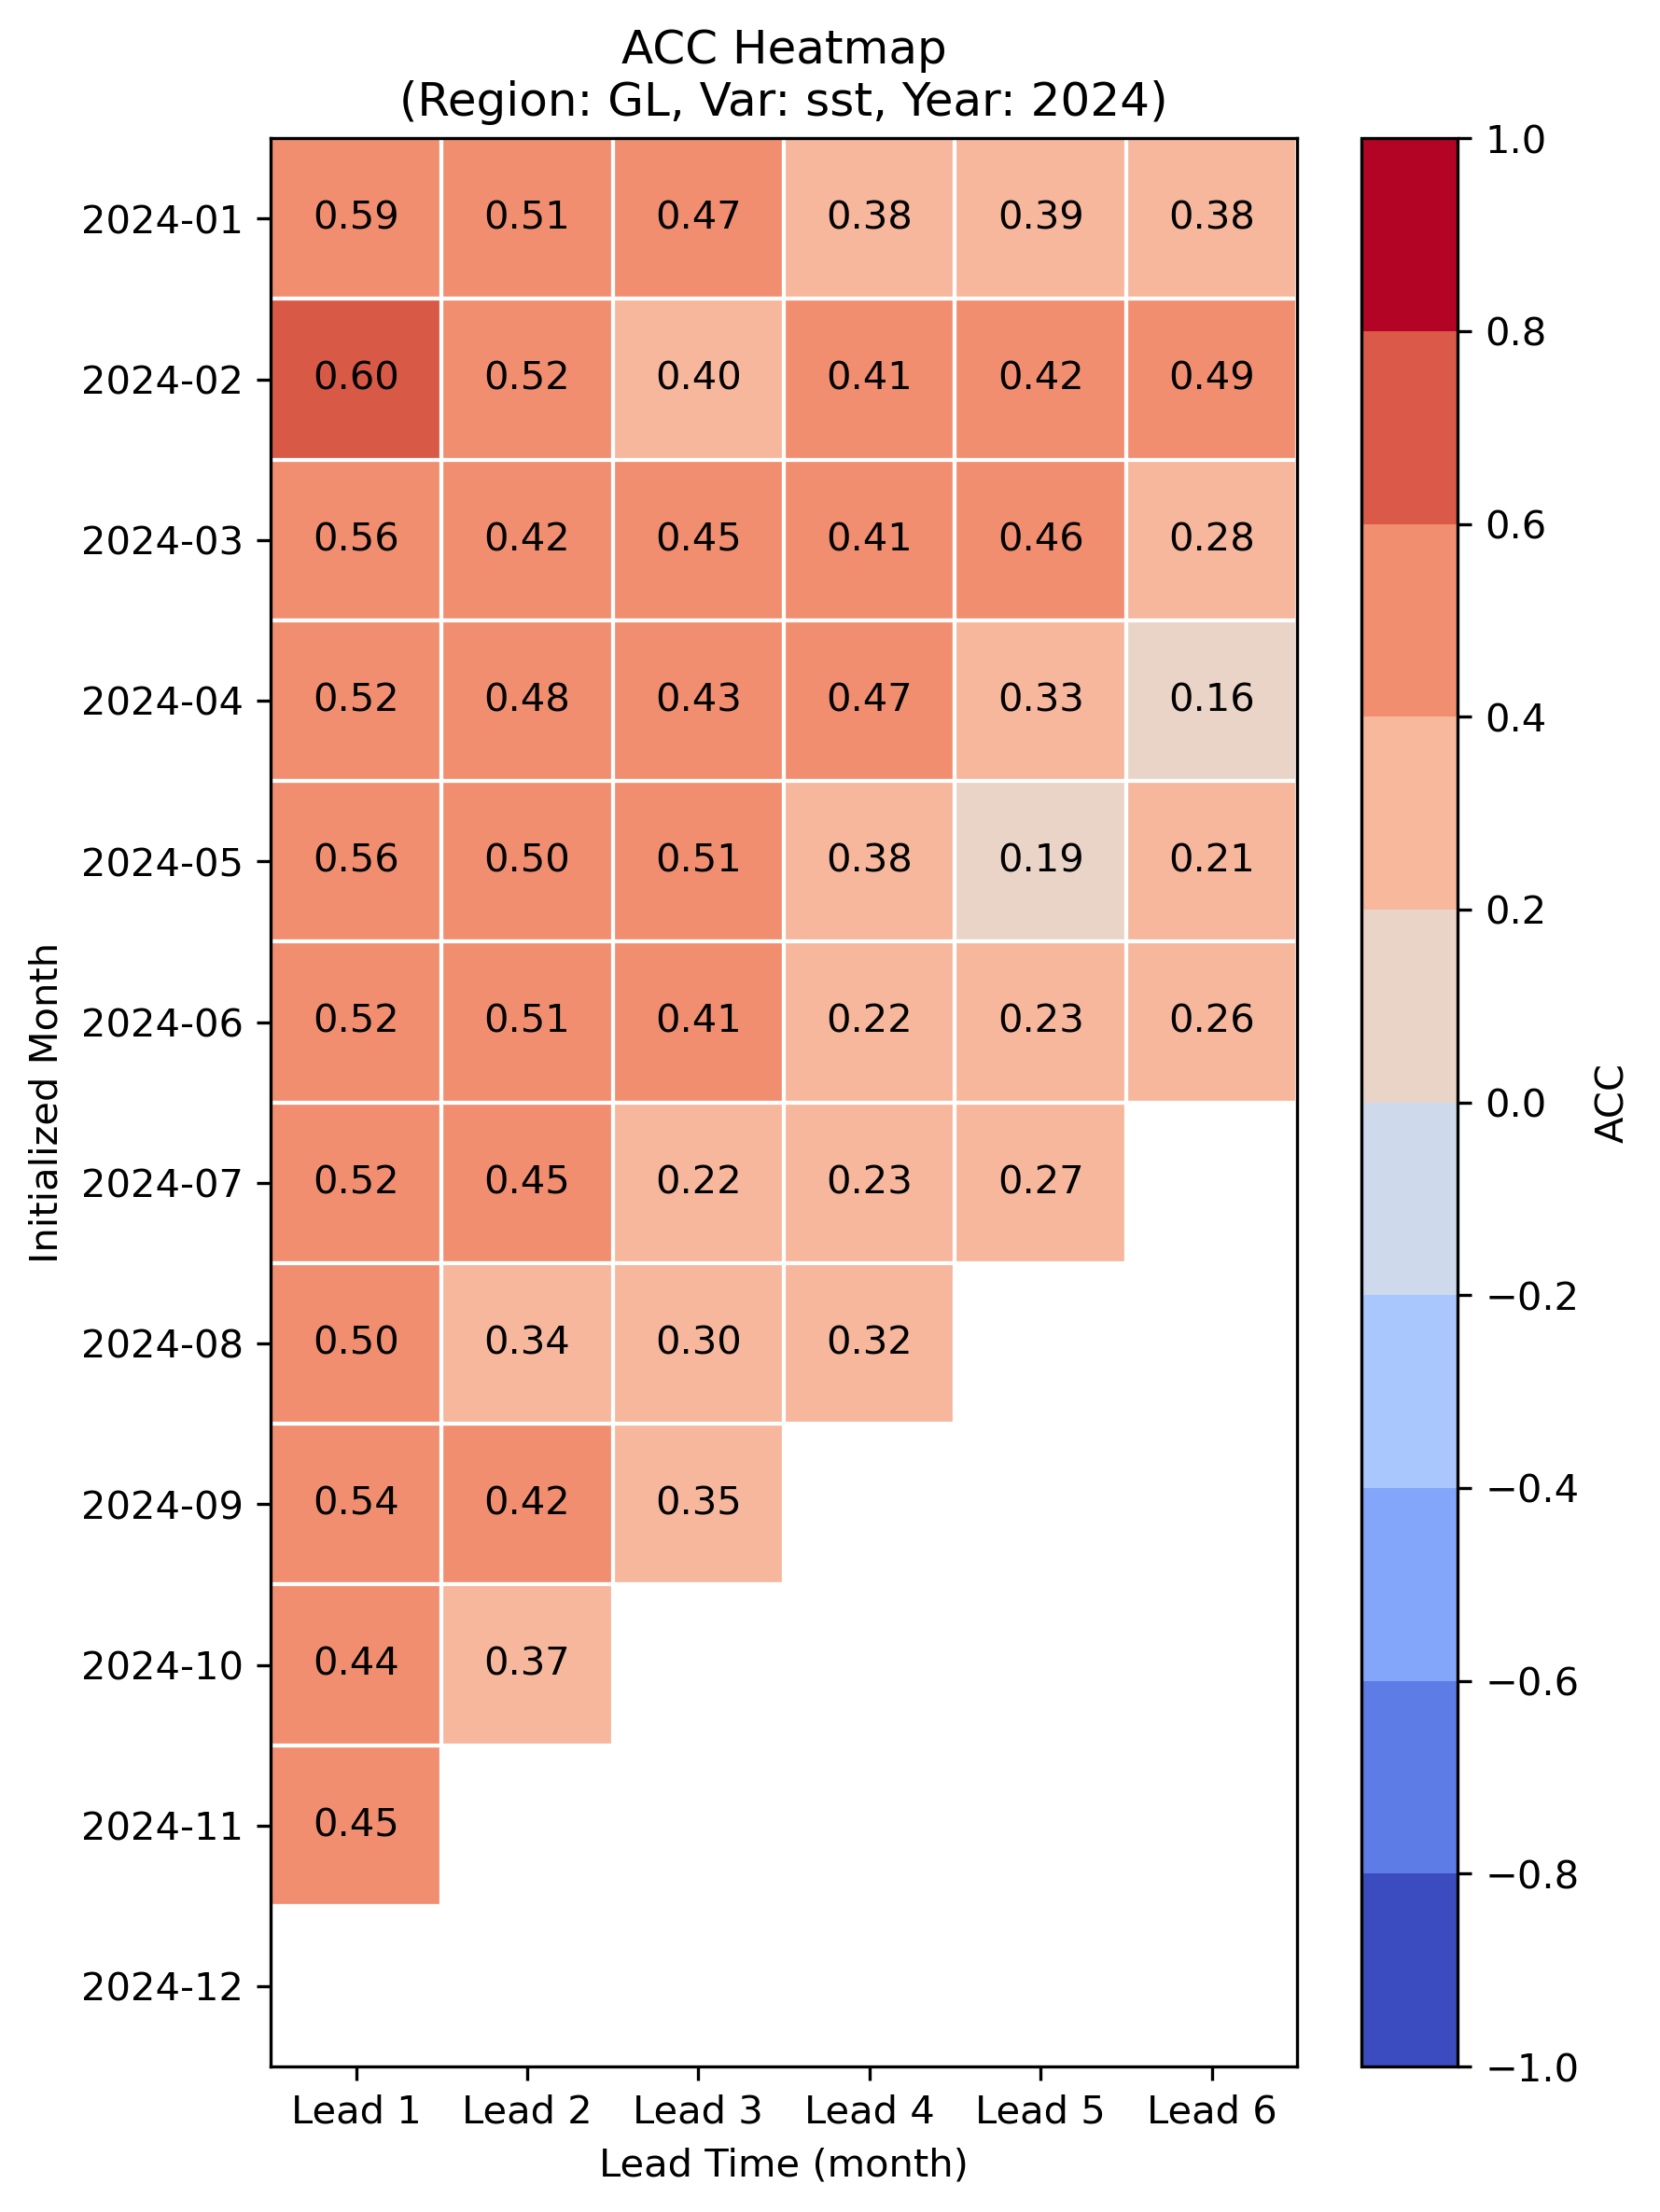 ACC Heatmap
(Region: GL, Var: sst, Year: 2024)
2024-01 0.59 0.51 0.47 0.38 0.39 0.38
2024-02 0.60 0.52 0.40 0.41 0.42 0.49
2024-03 0.56 0.42 0.45 0.41 0.46 0.28
2024-04 0.52 0.48 0.43 0.47 0.33 0.16
2024-05 0.56 0.50 0.51 0.38 0.19 0.21
2024-06 0.52 0.51 0.41 0.22 0.23 0.26
2024-07 0.52 0.45 0.22 0.23 0.27
2024-08 0.50 0.34 0.30 0.32
2024-09 0.54 0.42 0.35
2024-10 0.44 0.37
2024-11 0.45
2024-12
Initialized Month
Lead 1 Lead 2 Lead 3 Lead 4 Lead 5 Lead 6
Lead Time (month)
1.0
0.8
0.6
0.4
0.2
0.0
−0.2
−0.4
−0.6
−0.8
−1.0
ACC